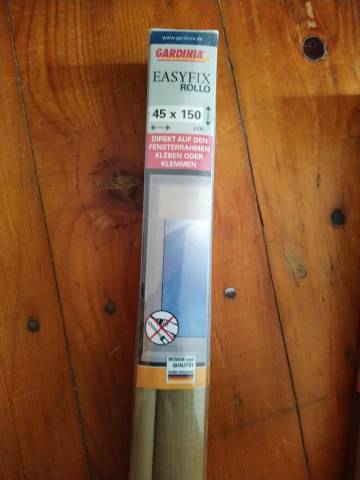 www.gardinia.de
GARDINIA
EASYFIX
ROLLO
45 x 150
cm
DIREKT AUF DEN
FENSTERRAHMEN
KLEBEN ODER
KLEMMEN
DESIGN und
QUALITÄT